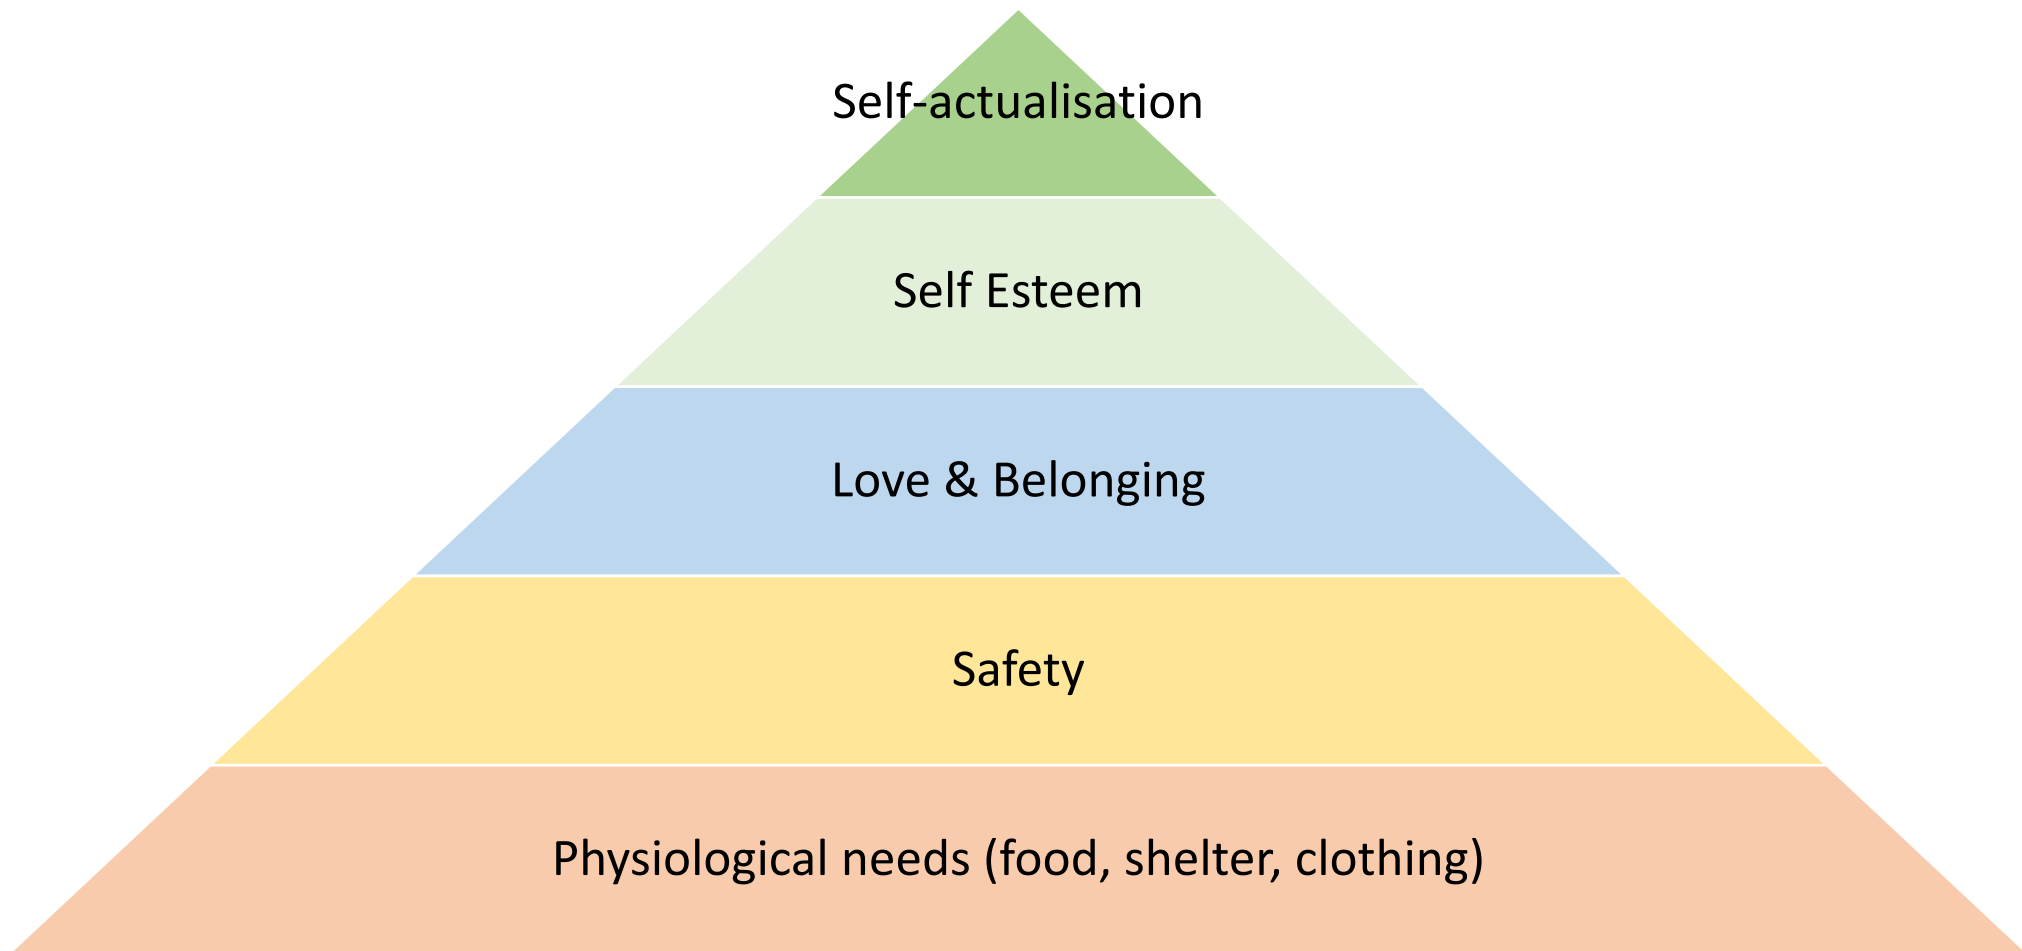 Self-actualisation
Self Esteem
Love & Belonging
Safety
Physiological needs (food, shelter, clothing)